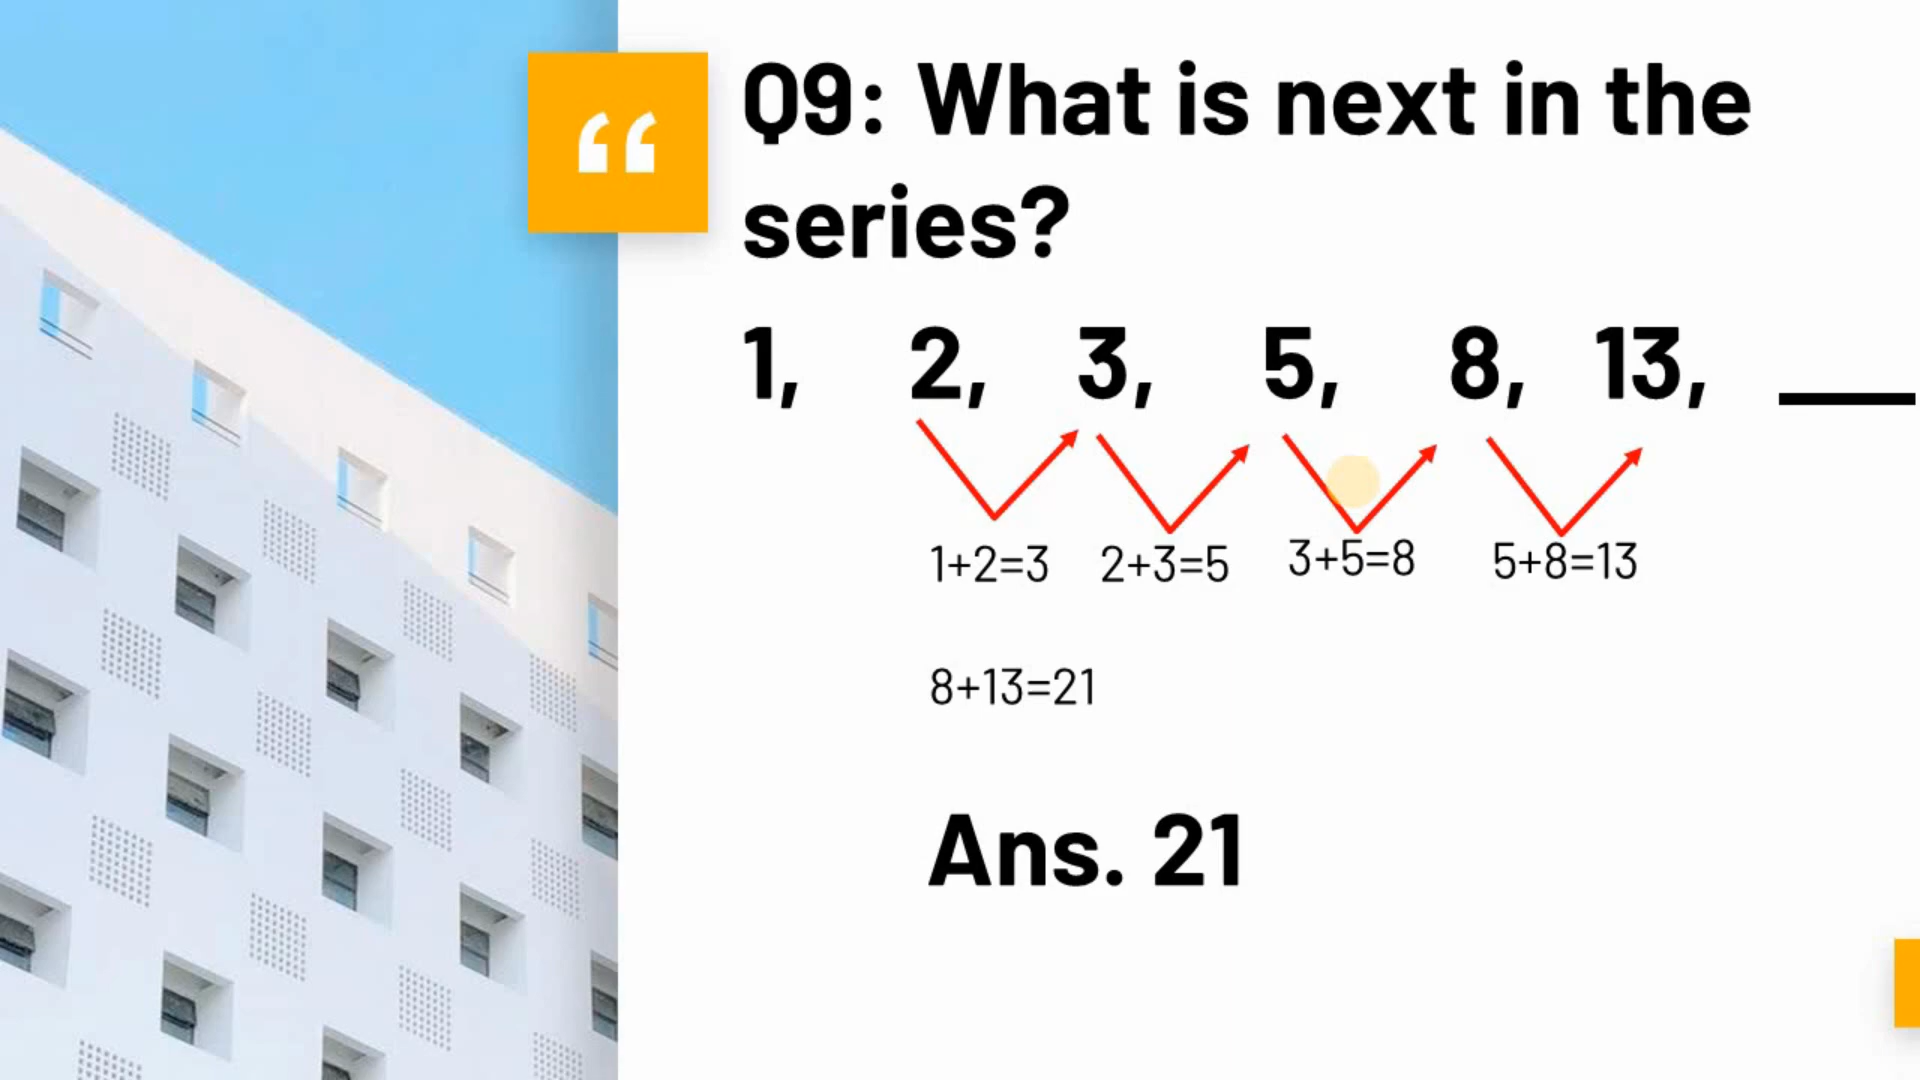 “
Q9: What is next in the
series?
1, 2, 3, 5, 8, 13, ___
1+2=3 2+3=5 3+5=8 5+8=13
8+13=21
Ans. 21